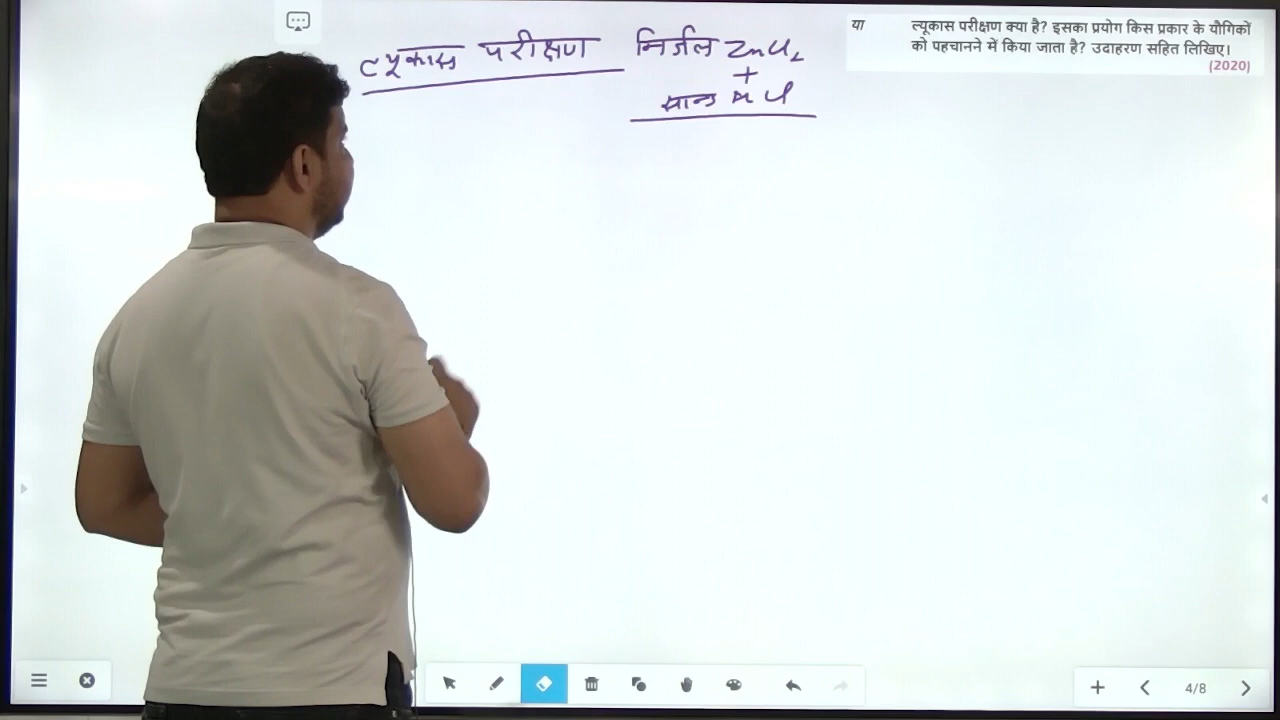 ल्यूकास परीक्षण निर्जल ZnCl₂
+
सान्द्र HCl
या ल्यूकास परीक्षण क्या है? इसका प्रयोग किस प्रकार के यौगिकों
को पहचानने में किया जाता है? उदाहरण सहित लिखिए।
(2020)
4/8